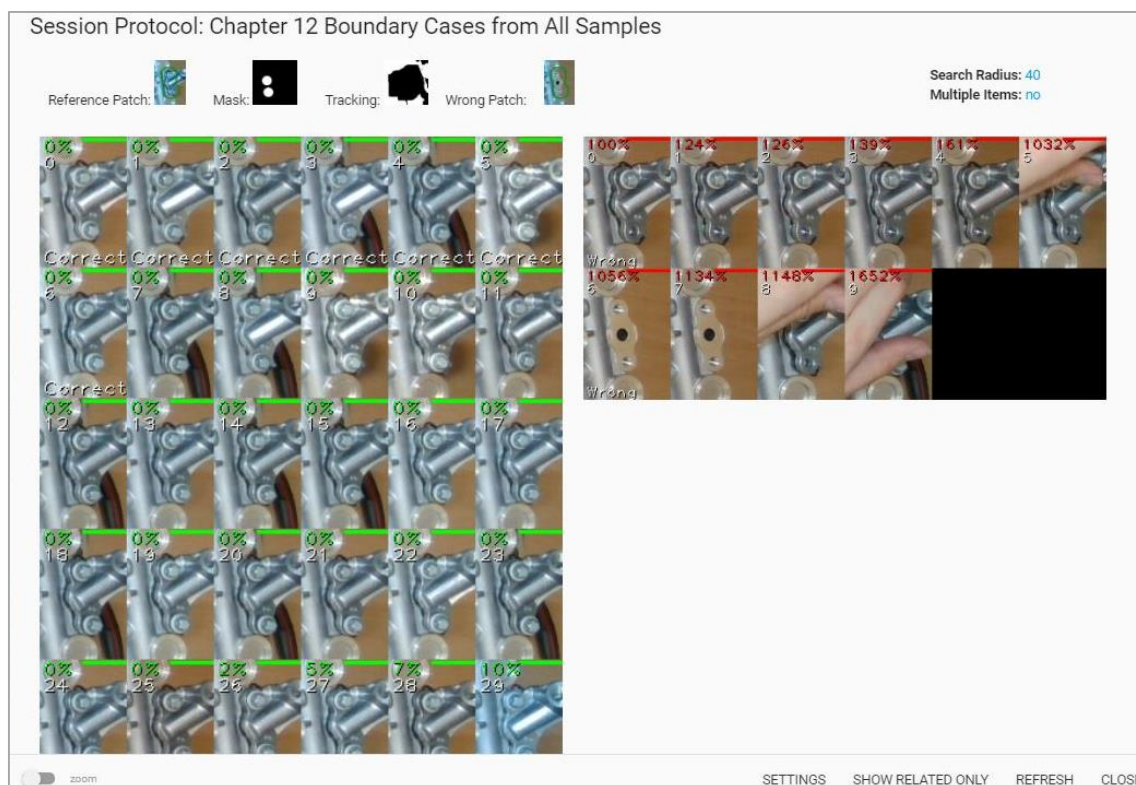 Session Protocol: Chapter 12 Boundary Cases from All Samples
Reference Patch:
Mask:
Tracking:
Wrong Patch:
Search Radius: 40
Multiple Items: no
0% 0% 0% 0% 0% 0%
0 1 2 3 4 5
Correct Correct Correct Correct Correct Correct
0% 0% 0% 0% 0% 0%
6 7 8 9 10 11
Correct
0% 0% 0% 0% 0% 0%
12 13 14 15 16 17
0% 0% 0% 0% 0% 0%
18 19 20 21 22 23
0% 0% 2% 5% 7% 10%
24 25 26 27 28 29
100% 124% 126% 139% 161% 1032%
0 1 2 3 4 5
Wrong
1056% 1134% 1148% 1652%
6 7 8 9
Wrong
zoom
SETTINGS SHOW RELATED ONLY REFRESH CLOSE